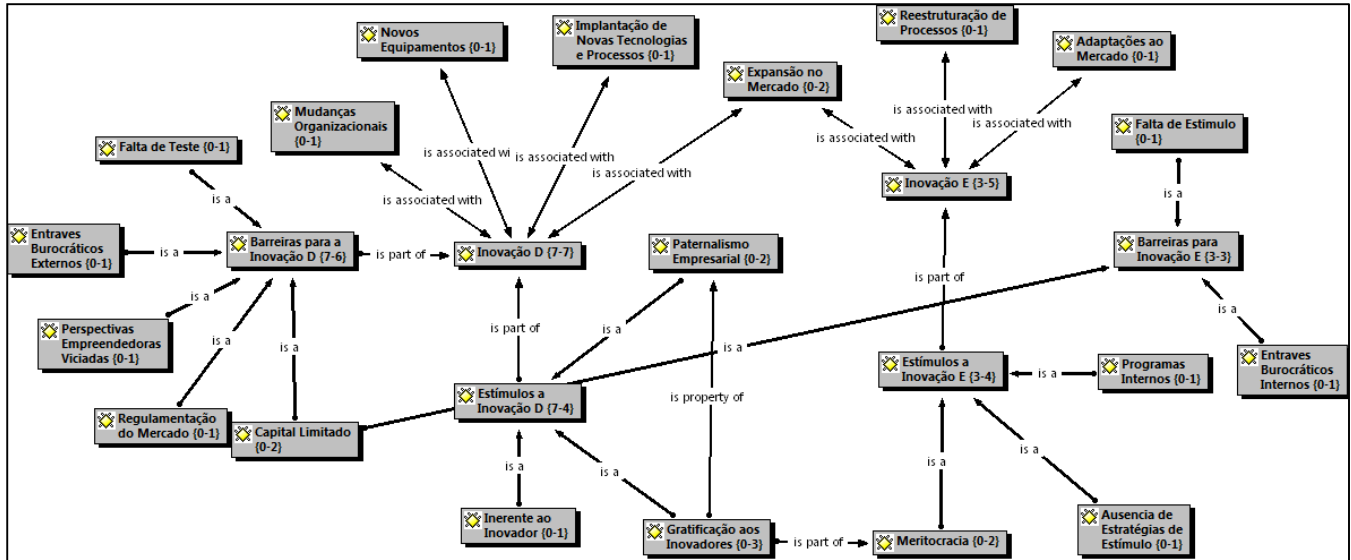 Novos
Equipamentos {0-1}
Implantação de
Novas Tecnologias
e Processos {0-1}
Reestruturação de
Processos {0-1}
Adaptações ao
Mercado {0-1}
Expansão no
Mercado {0-2}
Mudanças
Organizacionais
{0-1}
Falta de Teste {0-1}
Falta de Estimulo
{0-1}
is associated wi
is associated with
is associated with
is associated with
is associated with
is associated with
is associated with
Inovação E {3-5}
is a
is a
Entraves
Burocráticos
Externos {0-1}
is a
Barreiras para a
Inovação D {7-6}
is part of
Inovação D {7-7}
Paternalismo
Empresarial {0-2}
Barreiras para
Inovação E {3-3}
is part of
is a
Perspectivas
Empreendedoras
Viciadas {0-1}
is a
is a
is part of
is a
is a
is a
Regulamentação
do Mercado {0-1}
Capital Limitado
{0-2}
Estímulos a
Inovação D {7-4}
is property of
Estímulos a
Inovação E {3-4}
is a
Programas
Internos {0-1}
Entraves
Burocráticos
Internos {0-1}
is a
is a
is a
is a
Inerente ao
Inovador {0-1}
Gratificação aos
Inovadores {0-3}
is part of
Meritocracia {0-2}
Ausencia de
Estratégias de
Estímulo {0-1}